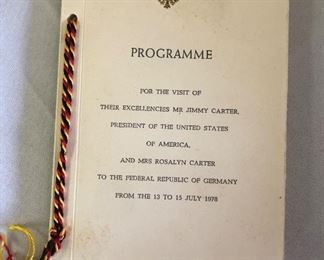 PROGRAMME
FOR THE VISIT OF
THEIR EXCELLENCIES MR JIMMY CARTER,
PRESIDENT OF THE UNITED STATES
OF AMERICA,
AND MRS ROSALYN CARTER
TO THE FEDERAL REPUBLIC OF GERMANY
FROM THE 13 TO 15 JULY 1978